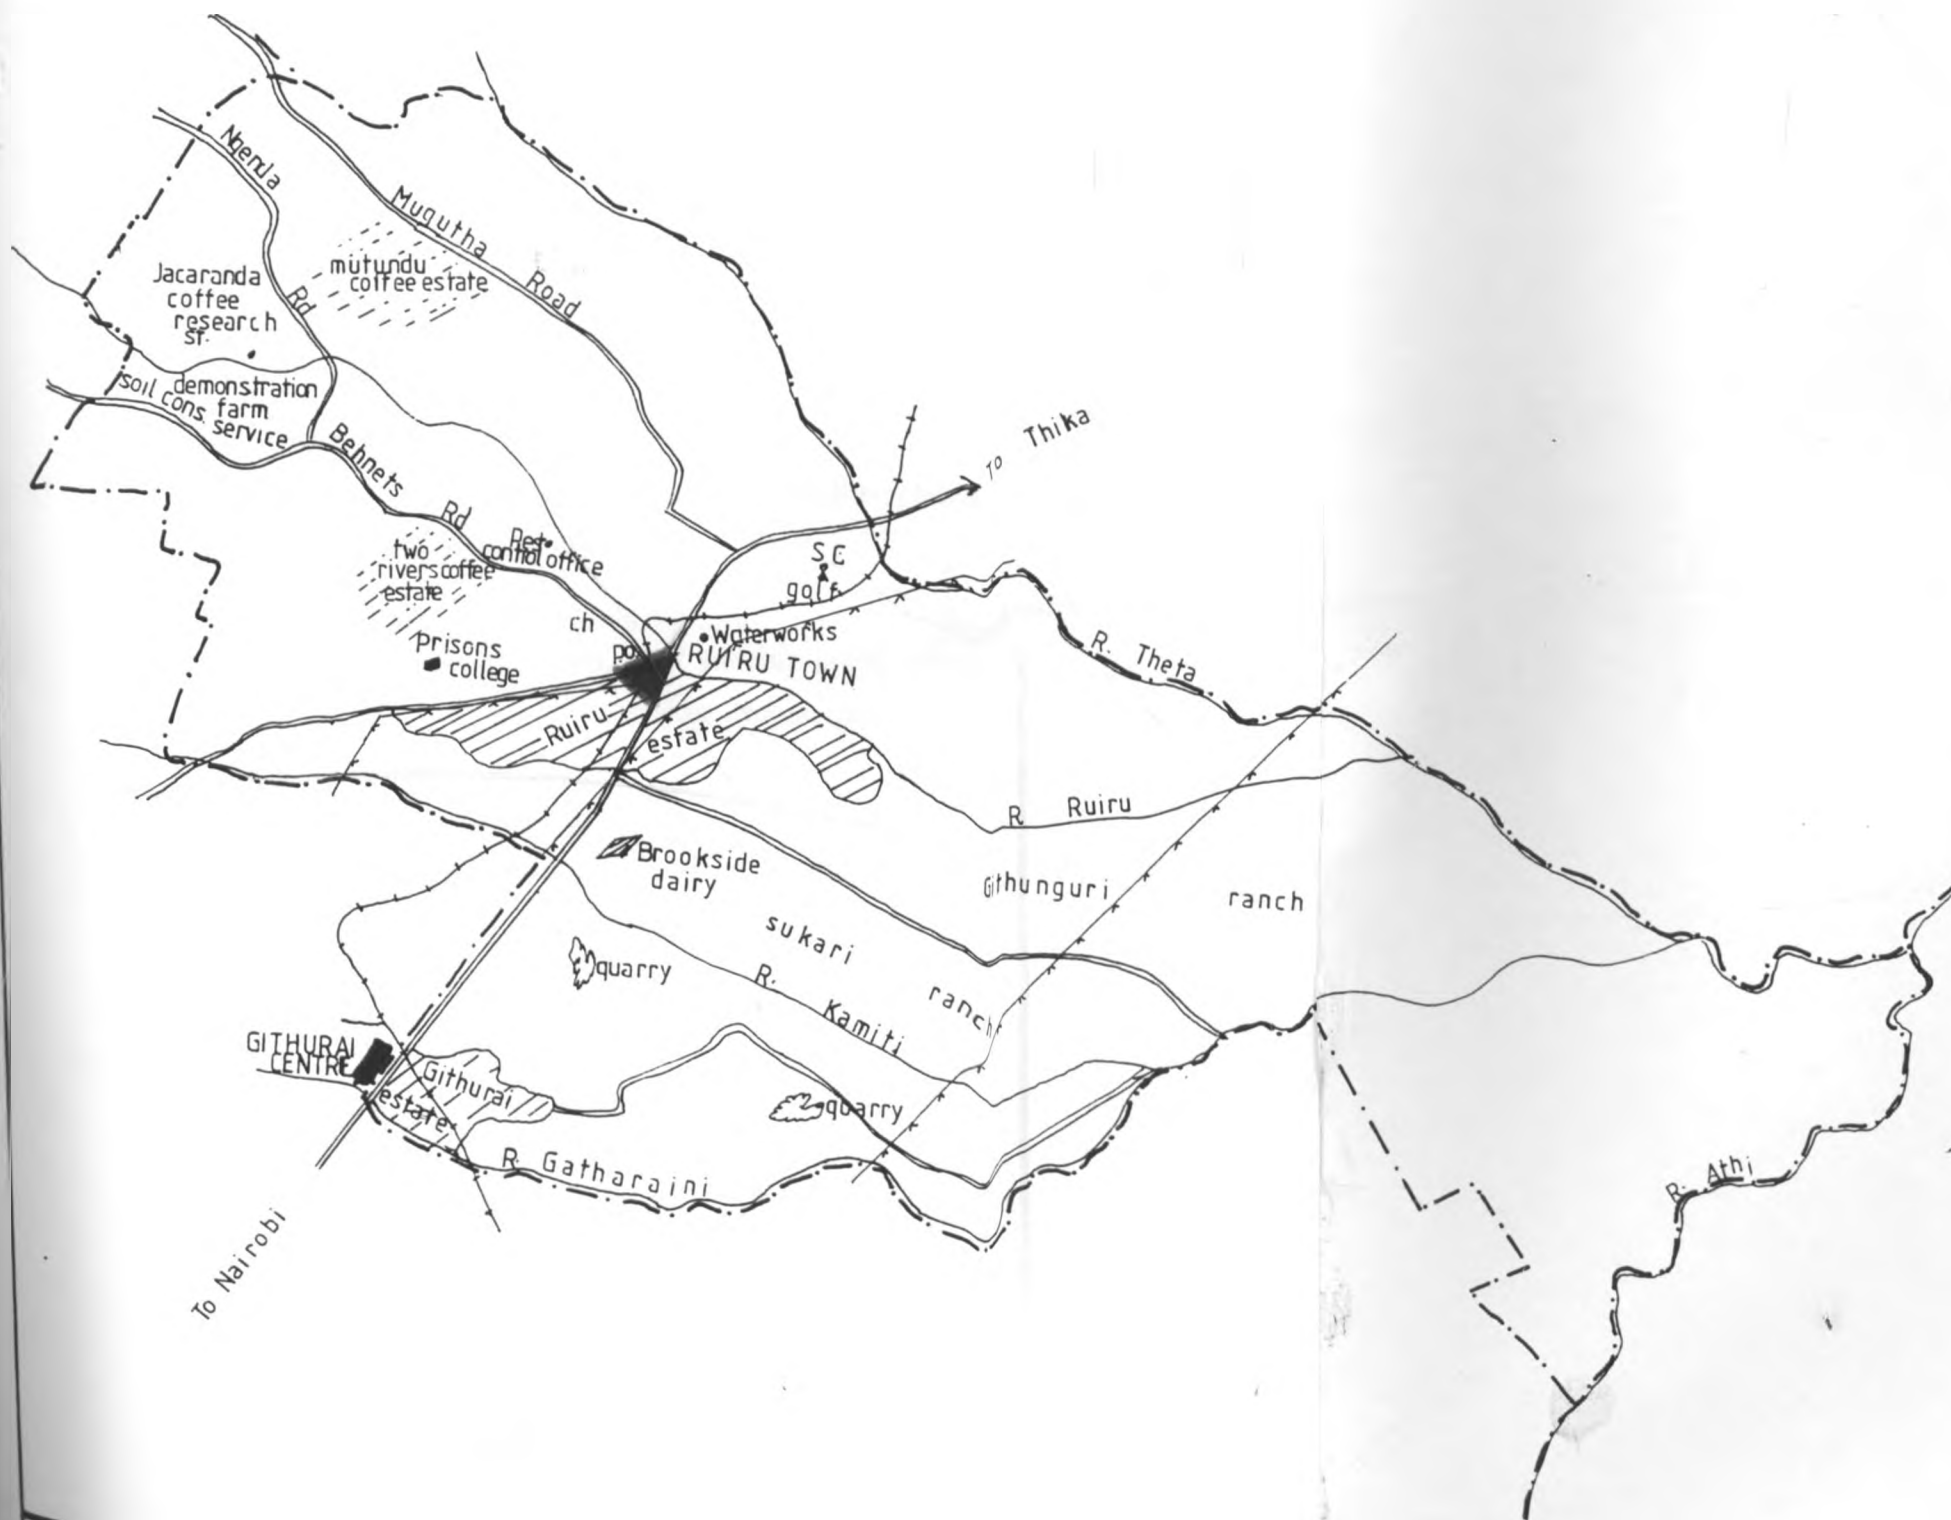 Ngenda
Rd
Mugutha
Road
mutundu
coffee estate
Jacaranda
coffee
research
st.
demonstration
farm
soil cons. service
Behnets
Rd
To Thika
Pest
control office
two
rivers coffee
estate
S C
golf
ch
Waterworks
prisons
college
p.o.
RUIRU TOWN
R. Theta
Ruiru
estate
R Ruiru
Brookside
dairy
Githunguri
ranch
sukari
ranch
quarry
R. Kamiti
GITHURAI
CENTRE
Githurai
estate
quarry
R. Gatharaini
R. Athi
To Nairobi